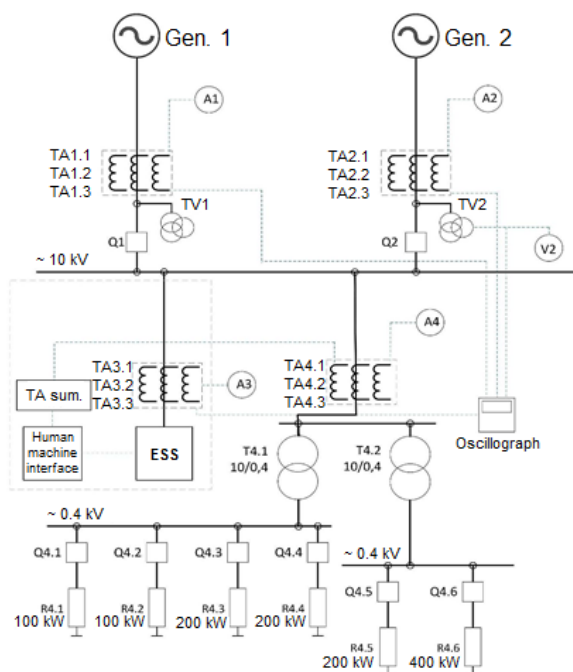 Gen. 1
Gen. 2
A1
A2
TA1.1
TA1.2
TA1.3
TA2.1
TA2.2
TA2.3
TV1
TV2
Q1
Q2
V2
~ 10 kV
A4
TA3.1
TA3.2
TA3.3
TA4.1
TA4.2
TA4.3
A3
TA sum.
Human
machine
interface
ESS
Oscillograph
T4.1
10/0,4
T4.2
10/0,4
~ 0.4 kV
Q4.1
Q4.2
Q4.3
Q4.4
~ 0.4 kV
Q4.5
Q4.6
R4.1
100 kW
R4.2
100 kW
R4.3
200 kW
R4.4
200 kW
R4.5
200 kW
R4.6
400 kW